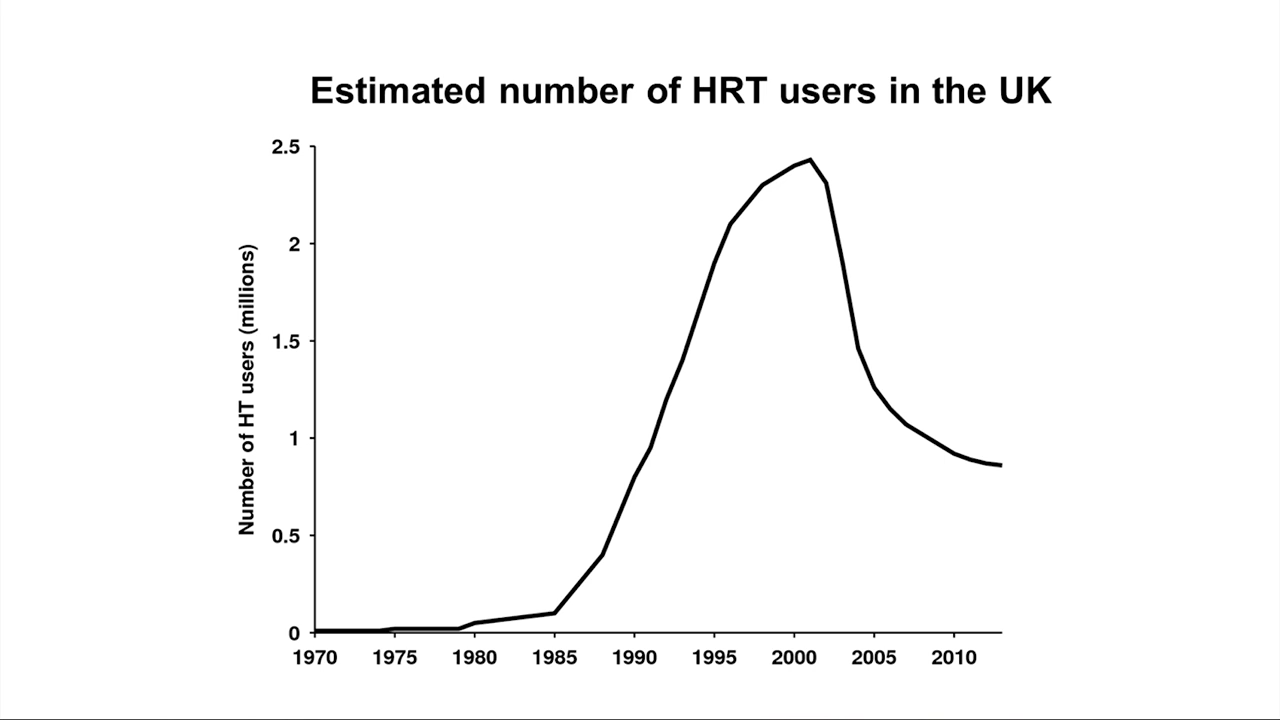 Estimated number of HRT users in the UK
Number of HT users (millions)
2.5
2
1.5
1
0.5
0
1970 1975 1980 1985 1990 1995 2000 2005 2010